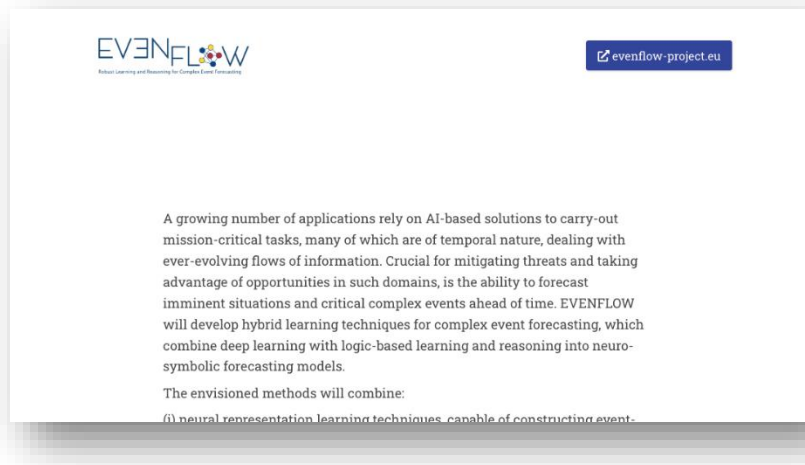 EVENFLOW
Robust Learning and Reasoning for Complex Event Forecasting
evenflow-project.eu
A growing number of applications rely on AI-based solutions to carry-out
mission-critical tasks, many of which are of temporal nature, dealing with
ever-evolving flows of information. Crucial for mitigating threats and taking
advantage of opportunities in such domains, is the ability to forecast
imminent situations and critical complex events ahead of time. EVENFLOW
will develop hybrid learning techniques for complex event forecasting, which
combine deep learning with logic-based learning and reasoning into neuro-
symbolic forecasting models.
The envisioned methods will combine:
(i) neural representation learning techniques, capable of constructing event-